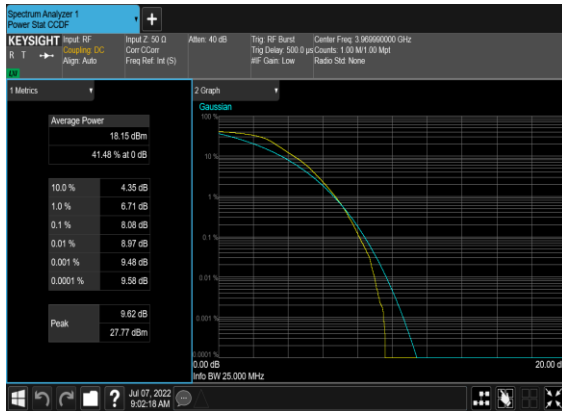 Spectrum Analyzer 1
Power Stat CCDF
KEYSIGHT
R T
Input: RF
Coupling: DC
Align: Auto
Input Z: 50 Ω
Corr CCorr
Freq Ref: Int (S)
Atten: 40 dB
Trig: RF Burst
Trig Delay: 500.0 µs
#IF Gain: Low
Center Freq: 3.969990000 GHz
Counts: 1.00 M/1.00 Mpt
Radio Std: None
1 Metrics
Average Power
18.15 dBm
41.48 % at 0 dB
10.0 % 4.35 dB
1.0 % 6.71 dB
0.1 % 8.08 dB
0.01 % 8.97 dB
0.001 % 9.48 dB
0.0001 % 9.58 dB
Peak
9.62 dB
27.77 dBm
2 Graph
Gaussian
100 %
10 %
1 %
0.1 %
0.01 %
0.001 %
0.0001 %
0.00 dB
20.00 d
Info BW 25.000 MHz
?
Jul 07, 2022
9:02:18 AM